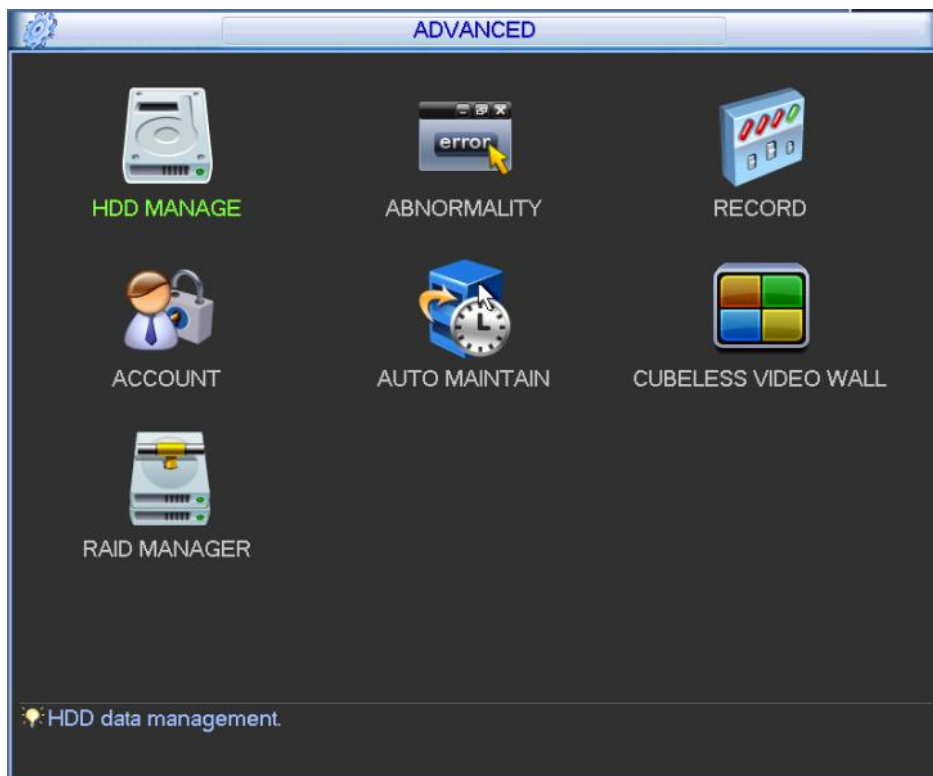 ADVANCED
error
HDD MANAGE
ABNORMALITY
RECORD
ACCOUNT
AUTO MAINTAIN
CUBELESS VIDEO WALL
RAID MANAGER
HDD data management.